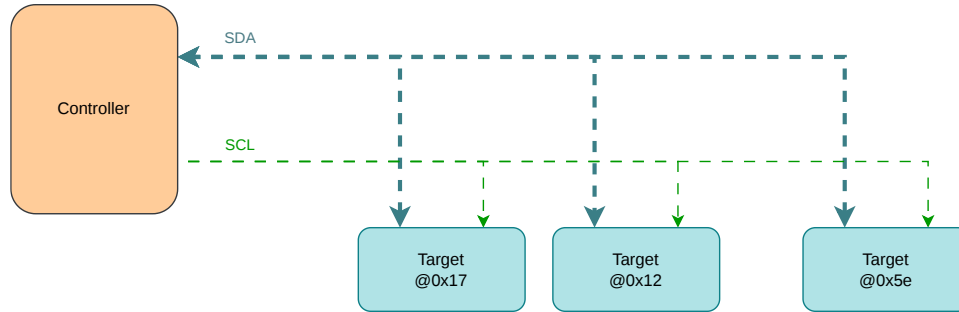 SDA
Controller
SCL
Target
@0x17
Target
@0x12
Target
@0x5e